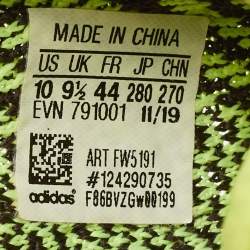 MADE IN CHINA
US UK FR JP CHN
10 9½ 44 280 270
EVN 791001 11/19
ART FW5191
#124290735
adidas F86BVZGw00199